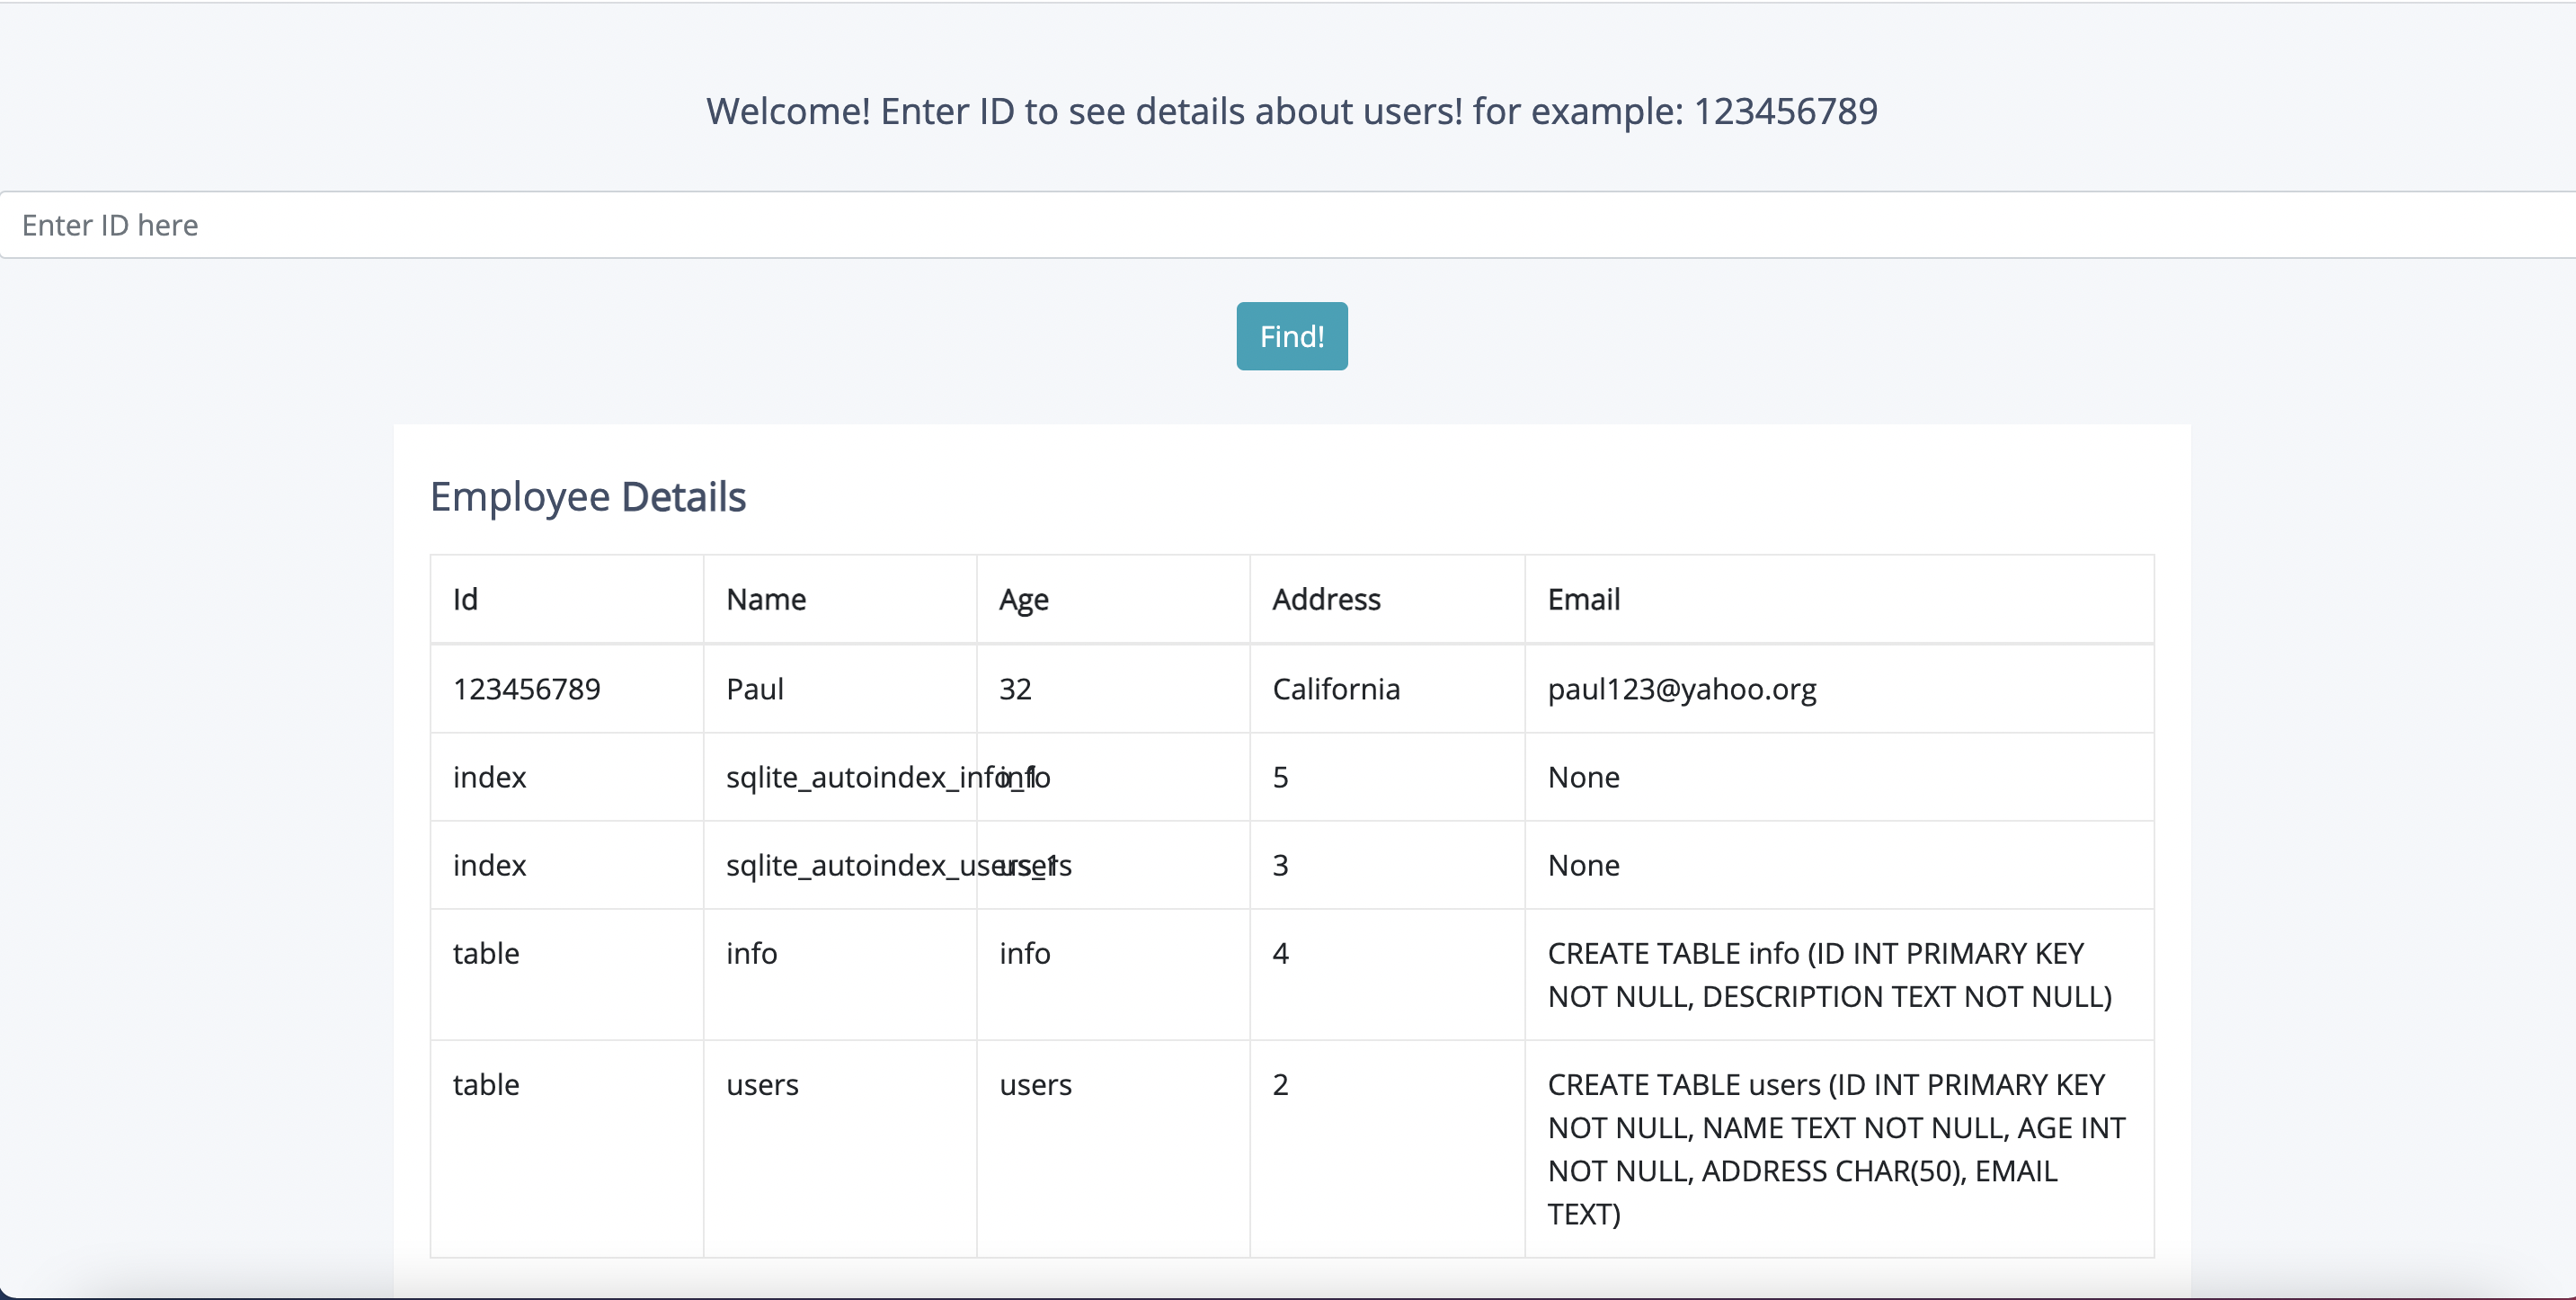 Welcome! Enter ID to see details about users! for example: 123456789
Enter ID here
Find!
Employee Details
Id Name Age Address Email
123456789 Paul 32 California paul123@yahoo.org
index sqlite_autoindex_info_1 info 5 None
index sqlite_autoindex_users_1 users 3 None
table info info 4 CREATE TABLE info (ID INT PRIMARY KEY
NOT NULL, DESCRIPTION TEXT NOT NULL)
table users users 2 CREATE TABLE users (ID INT PRIMARY KEY
NOT NULL, NAME TEXT NOT NULL, AGE INT
NOT NULL, ADDRESS CHAR(50), EMAIL
TEXT)